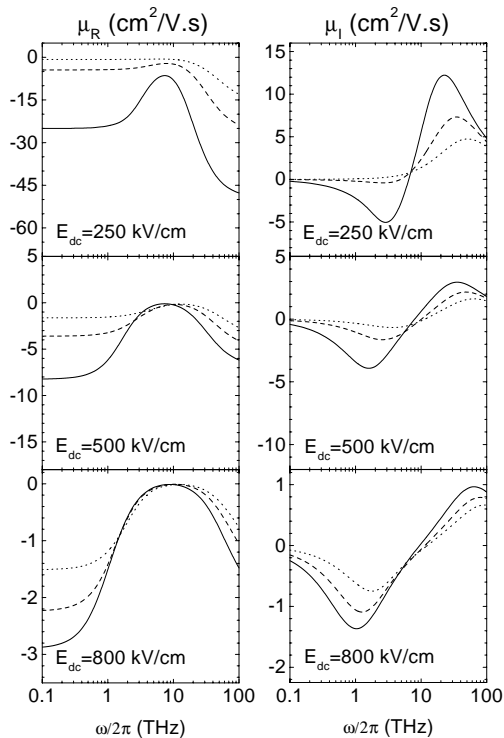 μ_R (cm²/V.s)
μ_I (cm²/V.s)
0
-15
-30
-45
-60
E_dc=250 kV/cm
15
10
5
0
-5
E_dc=250 kV/cm
5
0
-5
-10
-15
E_dc=500 kV/cm
5
0
-5
-10
E_dc=500 kV/cm
0
-1
-2
-3
E_dc=800 kV/cm
1
0
-1
-2
E_dc=800 kV/cm
0.1 1 10 100
0.1 1 10 100
ω/2π (THz)
ω/2π (THz)